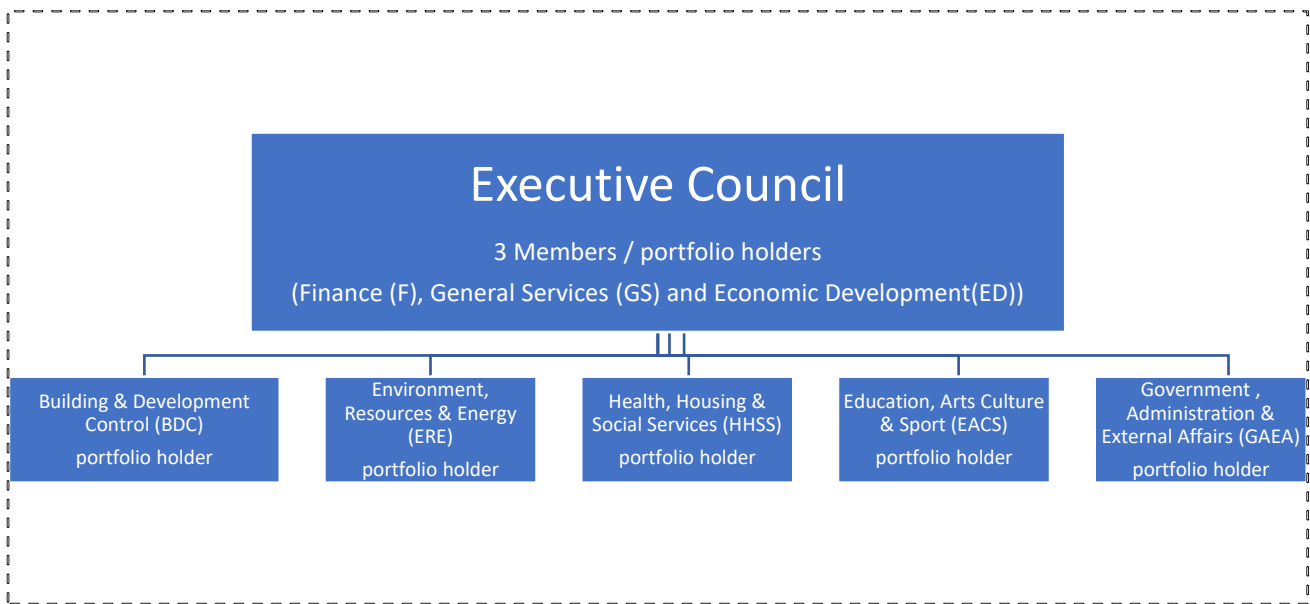 Executive Council
3 Members / portfolio holders
(Finance (F), General Services (GS) and Economic Development(ED))
Building & Development
Control (BDC)
portfolio holder
Environment,
Resources & Energy
(ERE)
portfolio holder
Health, Housing &
Social Services (HHSS)
portfolio holder
Education, Arts Culture
& Sport (EACS)
portfolio holder
Government ,
Administration &
External Affairs (GAEA)
portfolio holder